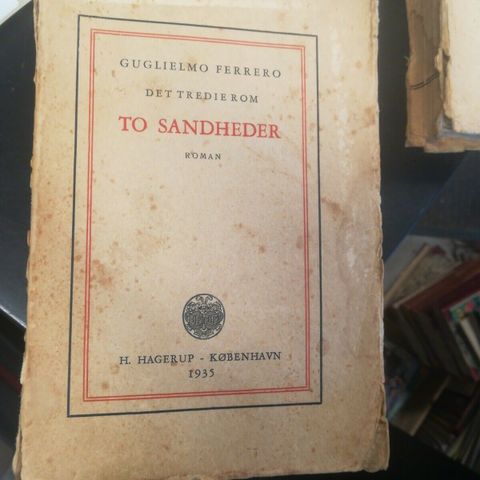 GUGLIELMO FERRERO
DET TREDIE ROM
TO SANDHEDER
ROMAN
H. HAGERUP - KØBENHAVN
1935